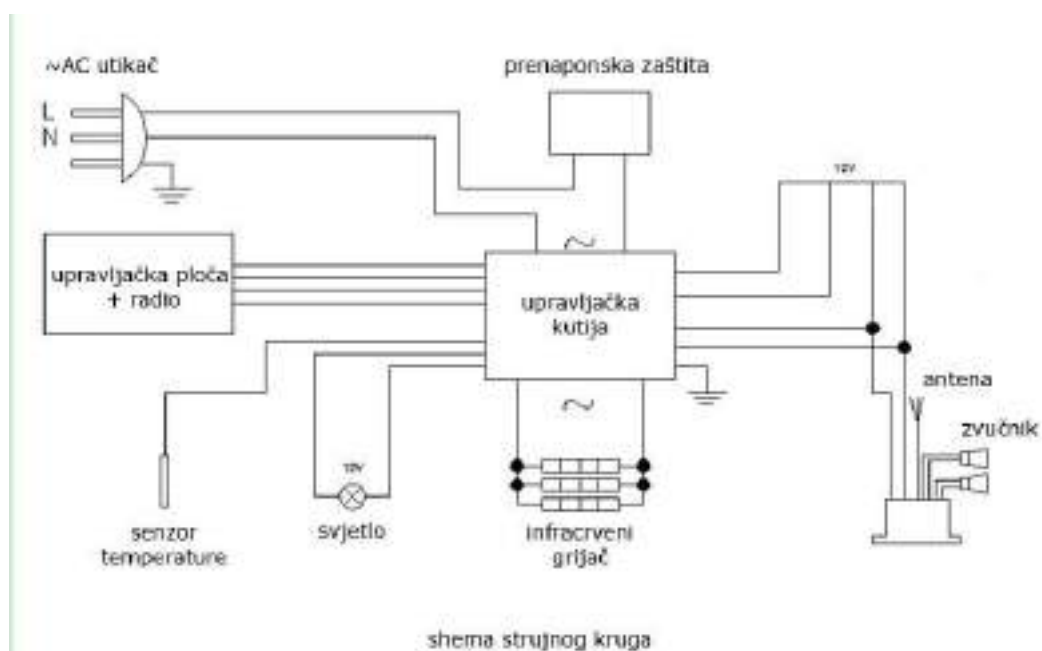 ~AC utikač
prenaponska zaštita
L
N
12V
~
upravljačka ploča
+ radio
upravljačka
kutija
~
antena
zvučnik
12V
senzor
temperature
svjetlo
infracrveni
grijač
shema strujnog kruga